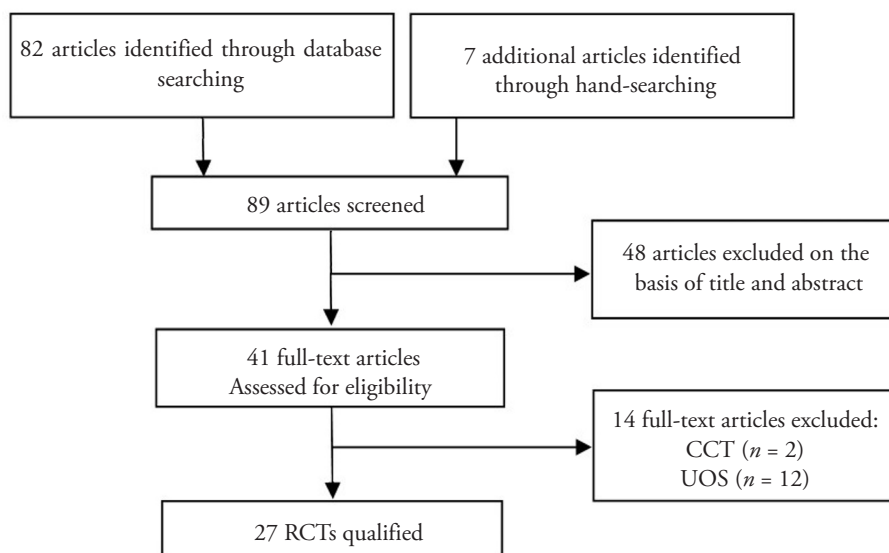 82 articles identified through database
searching
7 additional articles identified
through hand-searching
89 articles screened
48 articles excluded on the
basis of title and abstract
41 full-text articles
Assessed for eligibility
14 full-text articles excluded:
CCT (n = 2)
UOS (n = 12)
27 RCTs qualified